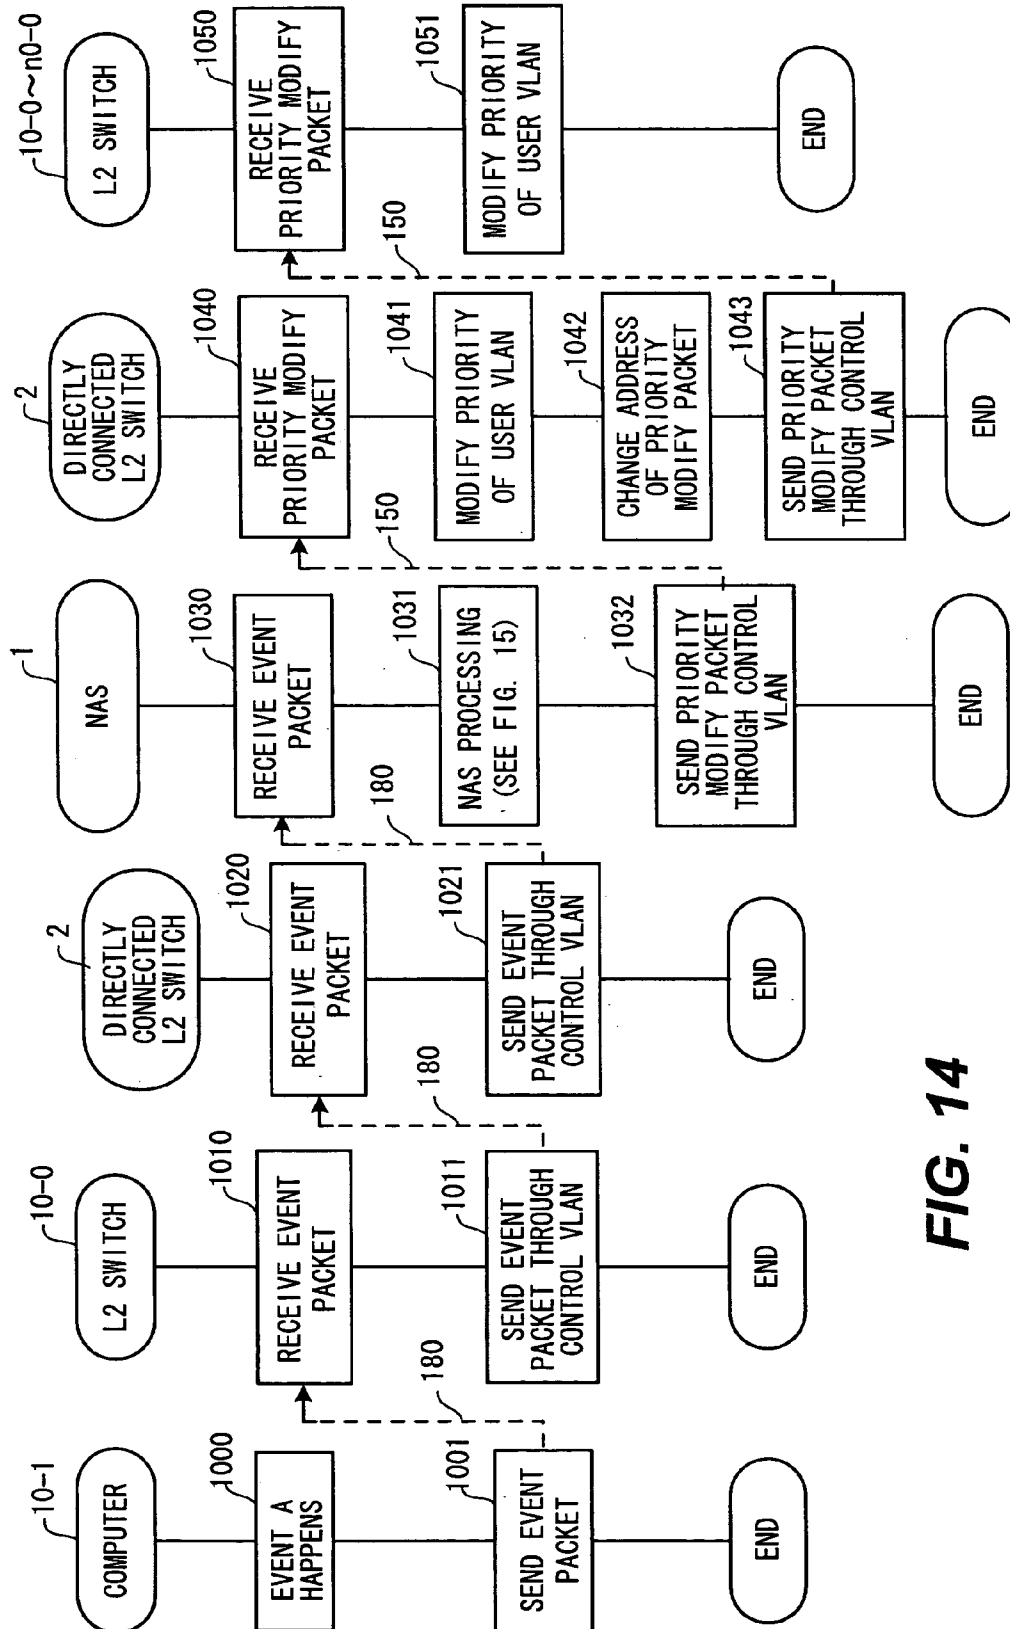 10-1
COMPUTER
1000
EVENT A
HAPPENS
1001
SEND EVENT
PACKET
END
180
10-0
L2 SWITCH
1010
RECEIVE EVENT
PACKET
1011
SEND EVENT
PACKET THROUGH
CONTROL VLAN
END
180
2
DIRECTLY
CONNECTED
L2 SWITCH
1020
RECEIVE EVENT
PACKET
1021
SEND EVENT
PACKET THROUGH
CONTROL VLAN
END
180
1
NAS
1030
RECEIVE EVENT
PACKET
1031
NAS PROCESSING
(SEE FIG. 15)
1032
SEND PRIORITY
MODIFY PACKET
THROUGH CONTROL
VLAN
END
150
2
DIRECTLY
CONNECTED
L2 SWITCH
1040
RECEIVE
PRIORITY MODIFY
PACKET
1041
MODIFY PRIORITY
OF USER VLAN
1042
CHANGE ADDRESS
OF PRIORITY
MODIFY PACKET
1043
SEND PRIORITY
MODIFY PACKET
THROUGH CONTROL
VLAN
END
150
10-0~n0-0
L2 SWITCH
1050
RECEIVE
PRIORITY MODIFY
PACKET
1051
MODIFY PRIORITY
OF USER VLAN
END
FIG. 14